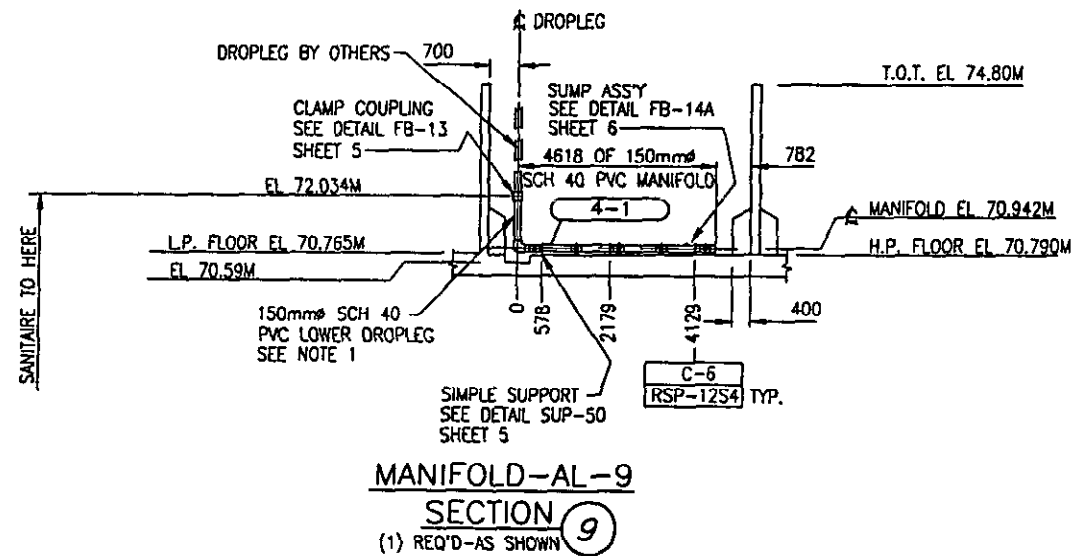 ℄ DROPLEG
DROPLEG BY OTHERS
700
T.O.T. EL 74.80M
SUMP ASS'Y
SEE DETAIL FB-14A
SHEET 6
CLAMP COUPLING
SEE DETAIL FB-13
SHEET 5
4618 OF 150mmø
SCH 40 PVC MANIFOLD
782
EL 72.034M
4-1
℄ MANIFOLD EL 70.942M
L.P. FLOOR EL 70.765M
H.P. FLOOR EL 70.790M
EL 70.59M
SANITAIRE TO HERE
150mmø SCH 40
PVC LOWER DROPLEG
SEE NOTE 1
0
578
2179
4129
400
C-6
RSP-12S4 TYP.
SIMPLE SUPPORT
SEE DETAIL SUP-50
SHEET 5
MANIFOLD-AL-9
SECTION 9
(1) REQ'D-AS SHOWN